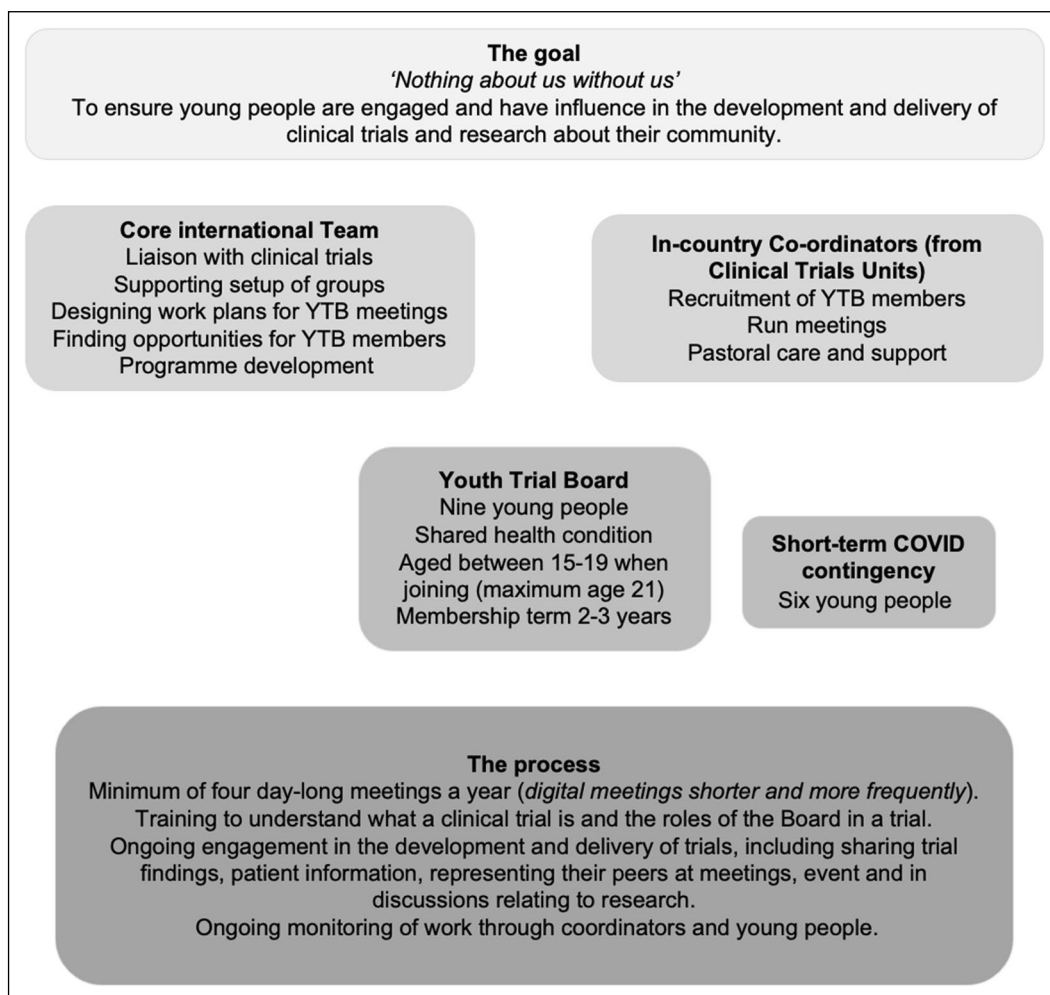 The goal
‘Nothing about us without us’
To ensure young people are engaged and have influence in the development and delivery of
clinical trials and research about their community.
Core international Team
Liaison with clinical trials
Supporting setup of groups
Designing work plans for YTB meetings
Finding opportunities for YTB members
Programme development
In-country Co-ordinators (from
Clinical Trials Units)
Recruitment of YTB members
Run meetings
Pastoral care and support
Youth Trial Board
Nine young people
Shared health condition
Aged between 15-19 when
joining (maximum age 21)
Membership term 2-3 years
Short-term COVID
contingency
Six young people
The process
Minimum of four day-long meetings a year (digital meetings shorter and more frequently).
Training to understand what a clinical trial is and the roles of the Board in a trial.
Ongoing engagement in the development and delivery of trials, including sharing trial
findings, patient information, representing their peers at meetings, event and in
discussions relating to research.
Ongoing monitoring of work through coordinators and young people.